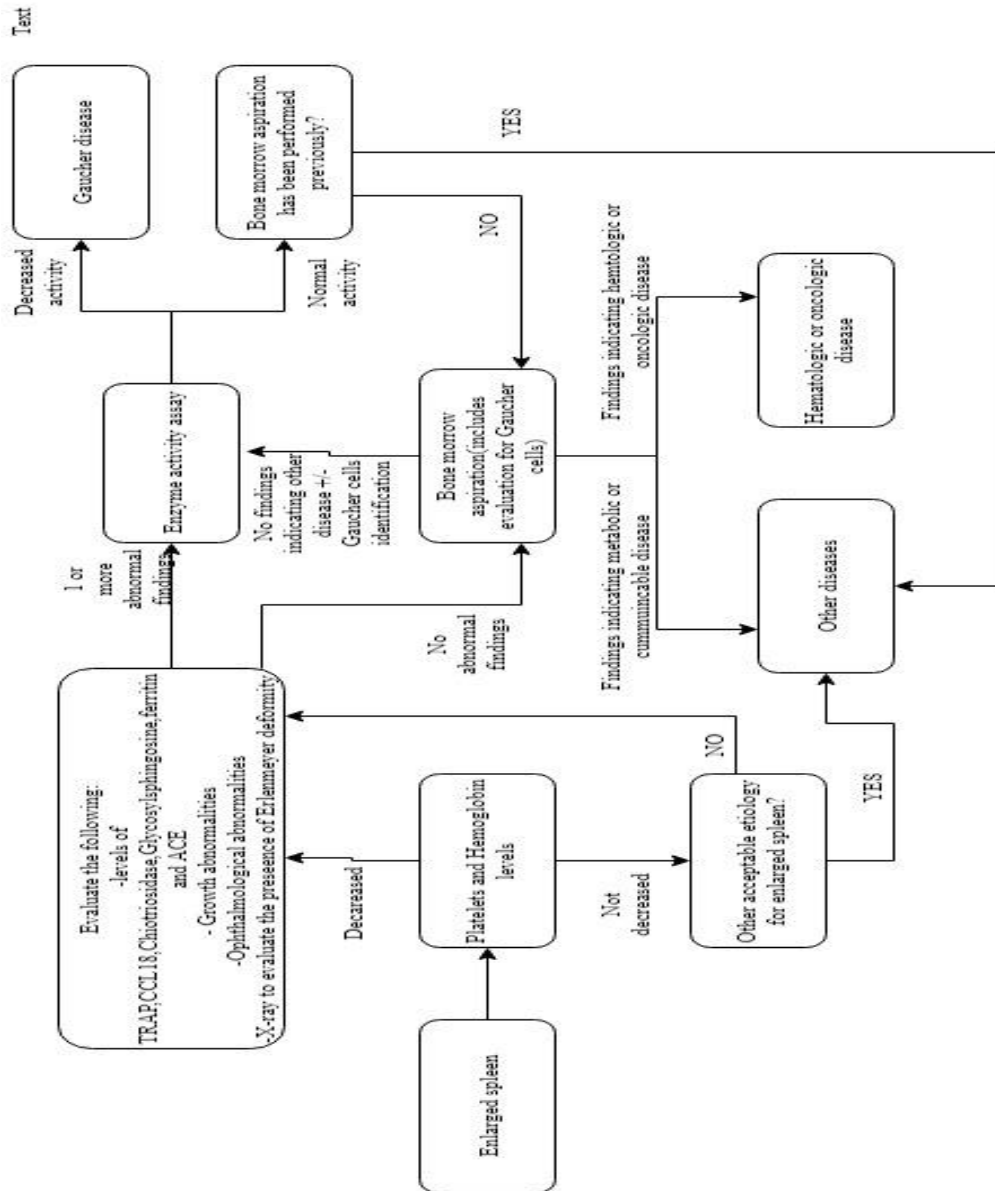 Evaluate the following:
-levels of
TRAP,CCL18,Chiotriosidase,Glycosylsphingosine,ferritin
and ACE
- Growth abnormalities
-Ophthalmological abnormalities
-X-ray to evaluate the preseence of Erlenmeyer deformity
1 or
more
abnormal
findings
Enzyme activity assay
Decreased
activity
Gaucher disease
Text
Normal
activity
Bone morrow aspiration
has been performed
previously?
Decareased
No findings
indicating other
disease +/-
Gaucher cells
identification
Enlarged spleen
Platelets and Hemoglobin
levels
No
abnormal
findings
Bone morrow
aspiration(includes
evaluation for Gaucher
cells)
NO
YES
Not
decreased
NO
Findings indicating metabolic or
cummuincable disease
Findings indicating hemtologic or
oncologic disease
Other acceptable etiology
for enlarged spleen?
YES
Other diseases
Hematologic or oncologic
disease